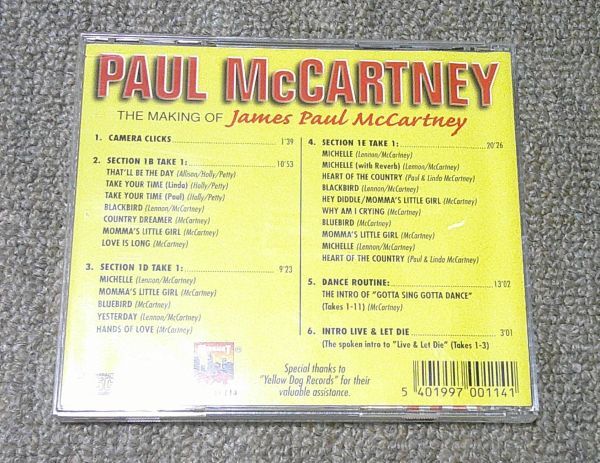 PAUL McCARTNEY
THE MAKING OF James Paul McCartney
1. CAMERA CLICKS 1'39
2. SECTION 1B TAKE 1: 10'53
THAT'LL BE THE DAY (Allison/Holly/Petty)
TAKE YOUR TIME (Linda) (Holly/Petty)
TAKE YOUR TIME (Paul) (Holly/Petty)
BLACKBIRD (Lennon/McCartney)
COUNTRY DREAMER (McCartney)
MOMMA'S LITTLE GIRL (McCartney)
LOVE IS LONG (McCartney)
3. SECTION 1D TAKE 1: 9'23
MICHELLE (Lennon/McCartney)
MOMMA'S LITTLE GIRL (McCartney)
BLUEBIRD (McCartney)
YESTERDAY (Lennon/McCartney)
HANDS OF LOVE (McCartney)
4. SECTION 1E TAKE 1: 20'26
MICHELLE (Lennon/McCartney)
MICHELLE (with Reverb) (Lennon/McCartney)
HEART OF THE COUNTRY (Paul & Linda McCartney)
BLACKBIRD (Lennon/McCartney)
HEY DIDDLE/MOMMA'S LITTLE GIRL (McCartney)
WHY AM I CRYING (McCartney)
BLUEBIRD (McCartney)
MOMMA'S LITTLE GIRL (McCartney)
MICHELLE (Lennon/McCartney)
HEART OF THE COUNTRY (Paul & Linda McCartney)
5. DANCE ROUTINE: 13'02
THE INTRO OF "GOTTA SING GOTTA DANCE"
(Takes 1-11) (McCartney)
6. INTRO LIVE & LET DIE 3'01
(The spoken intro to "Live & Let Die" (Takes 1-3)
Special thanks to
"Yellow Dog Records" for their
valuable assistance.
5 401997 001141